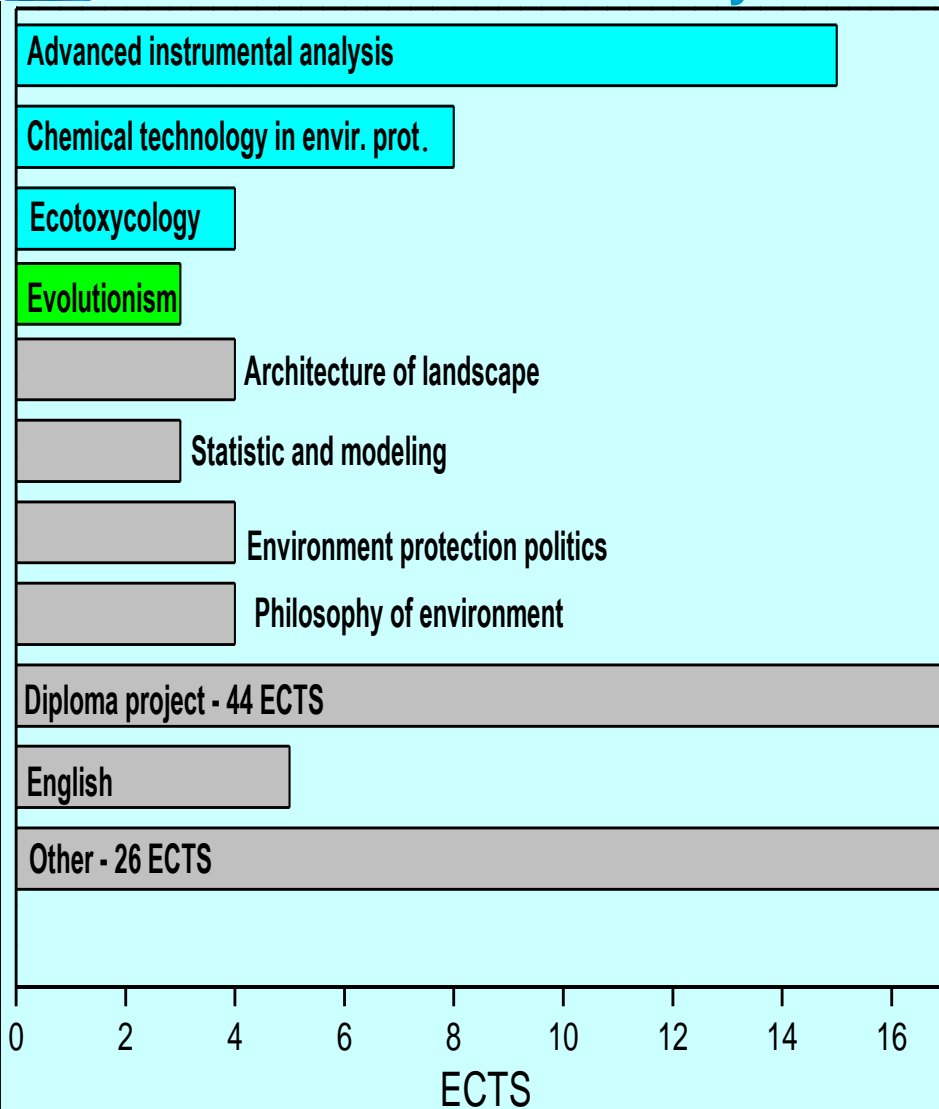 Advanced instrumental analysis
Chemical technology in envir. prot.
Ecotoxycology
Evolutionism
Architecture of landscape
Statistic and modeling
Environment protection politics
Philosophy of environment
Diploma project - 44 ECTS
English
Other - 26 ECTS
0 2 4 6 8 10 12 14 16
ECTS